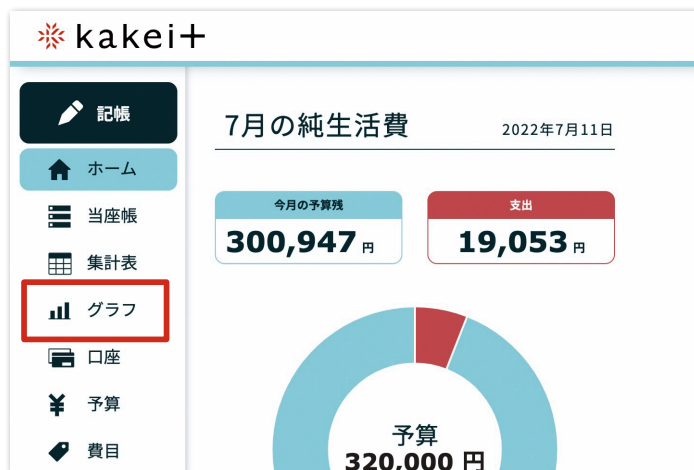 kakei+
記帳
ホーム
当座帳
集計表
グラフ
口座
予算
費目
7月の純生活費
2022年7月11日
今月の予算残
300,947 円
支出
19,053 円
予算
320,000 円